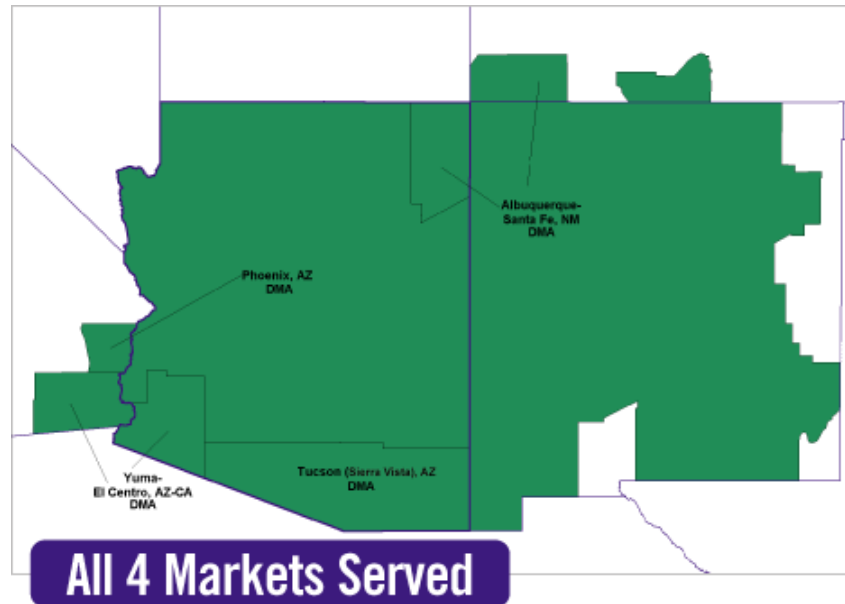 Albuquerque-
Santa Fe, NM
DMA
Phoenix, AZ
DMA
Yuma-
El Centro, AZ-CA
DMA
Tucson (Sierra Vista), AZ
DMA
All 4 Markets Served